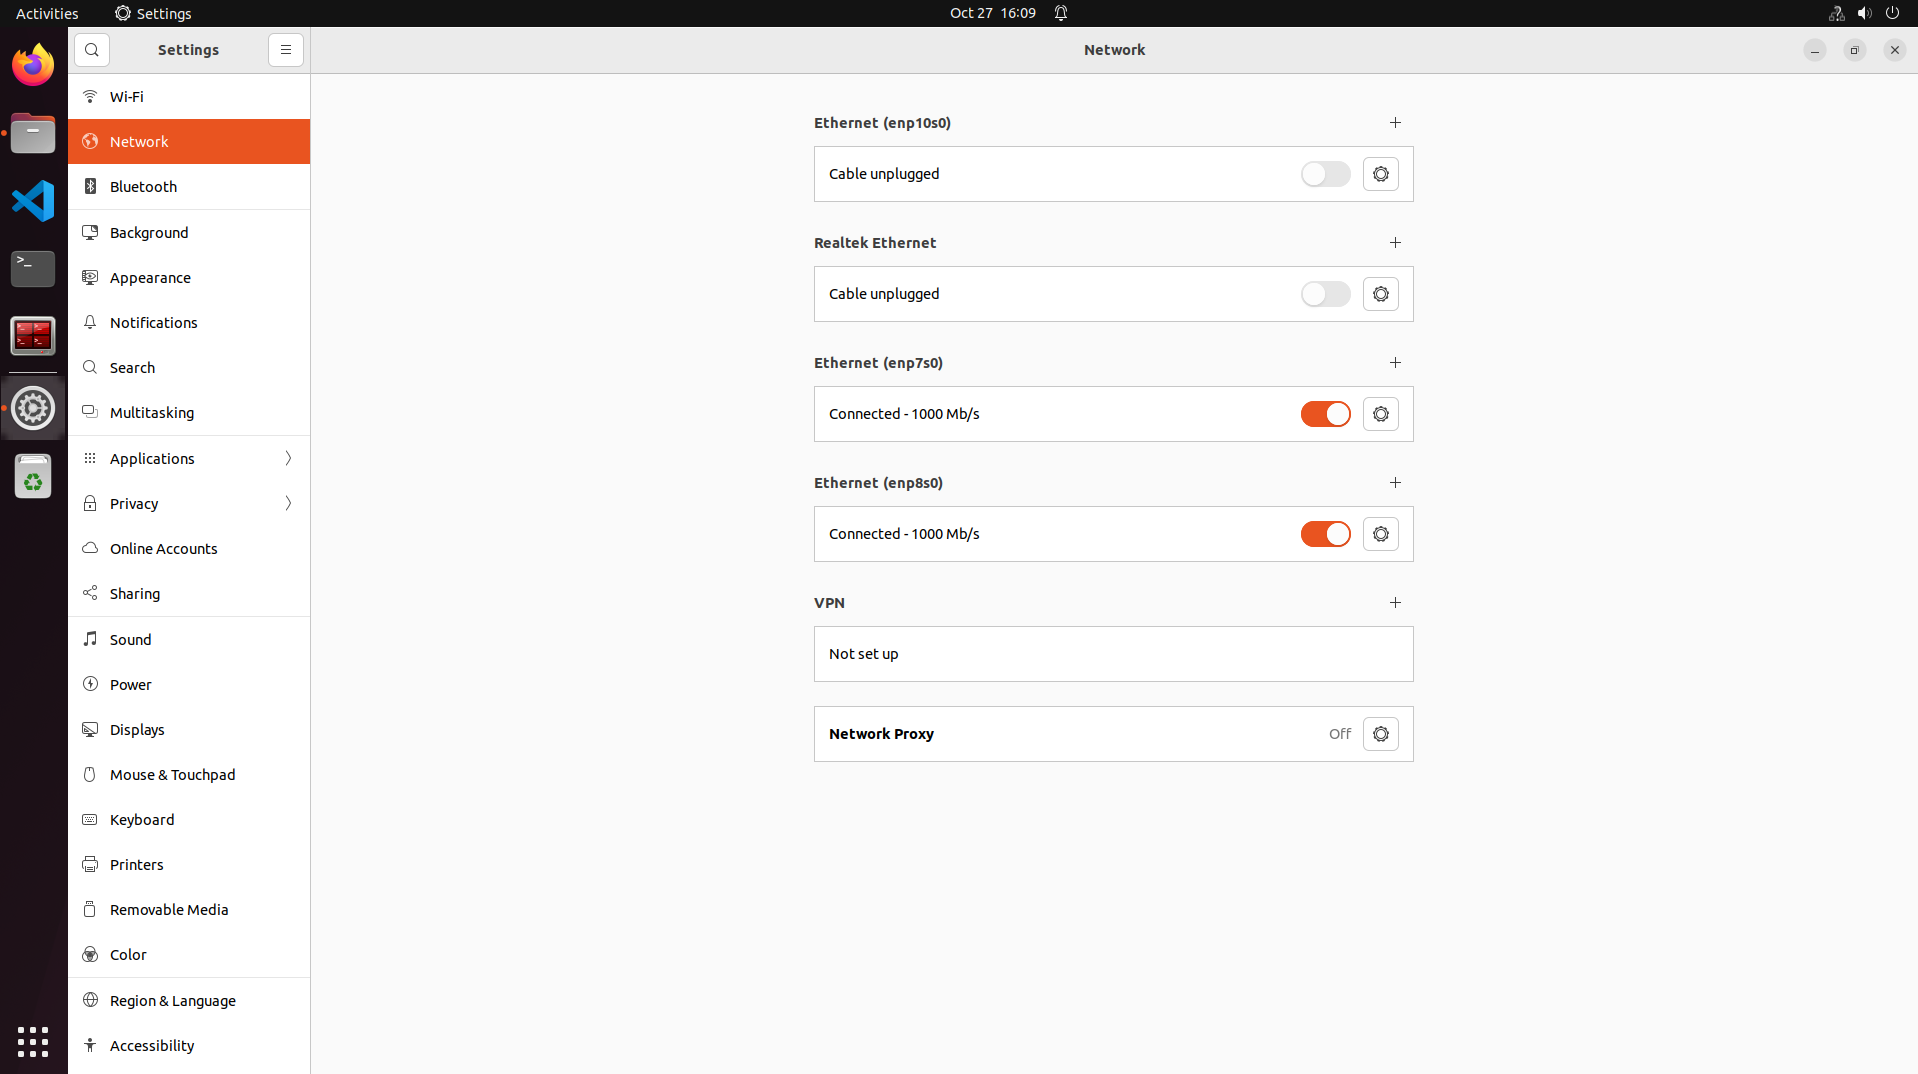 Activities
Settings
Oct 27 16:09
Settings
Network
Wi-Fi
Network
Bluetooth
Background
Appearance
Notifications
Search
Multitasking
Applications
Privacy
Online Accounts
Sharing
Sound
Power
Displays
Mouse & Touchpad
Keyboard
Printers
Removable Media
Color
Region & Language
Accessibility
Ethernet (enp10s0)
Cable unplugged
Realtek Ethernet
Cable unplugged
Ethernet (enp7s0)
Connected - 1000 Mb/s
Ethernet (enp8s0)
Connected - 1000 Mb/s
VPN
Not set up
Network Proxy
Off